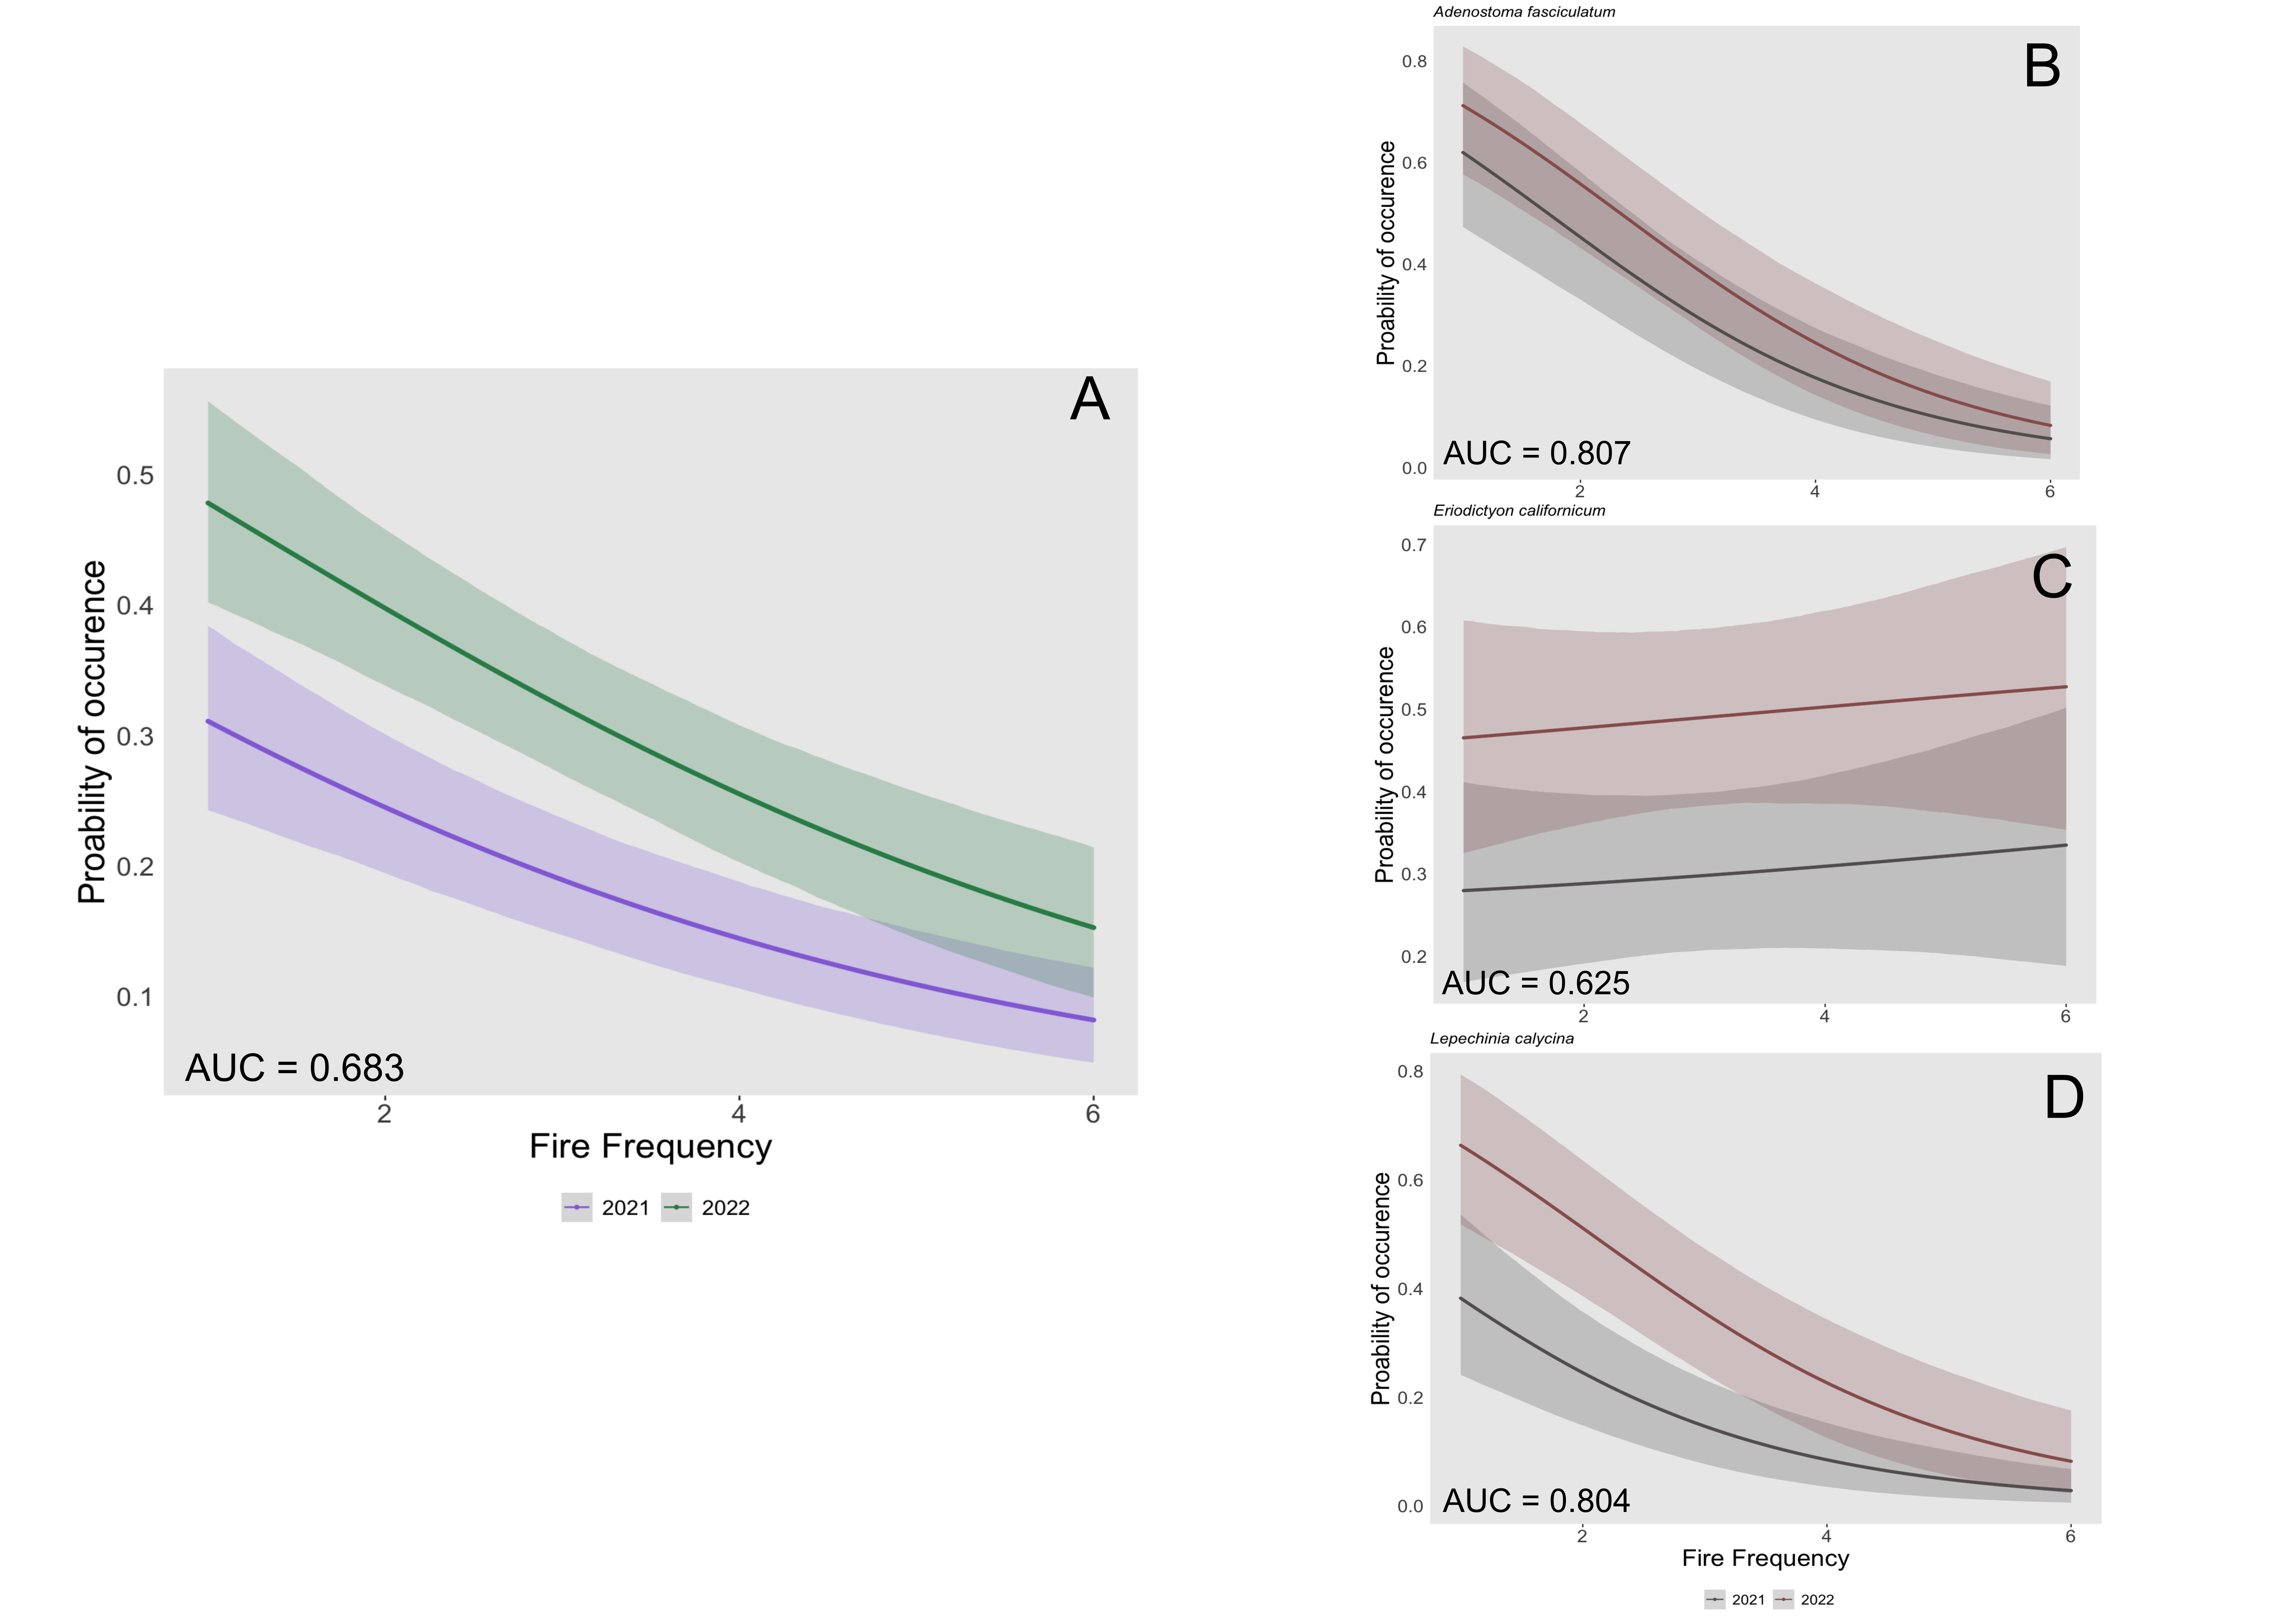 A
Proability of occurence
0.5
0.4
0.3
0.2
0.1
AUC = 0.683
2 4 6
Fire Frequency
2021 2022
Adenostoma fasciculatum
B
Proability of occurence
0.8
0.6
0.4
0.2
0.0
AUC = 0.807
2 4 6
Eriodictyon californicum
C
Proability of occurence
0.7
0.6
0.5
0.4
0.3
0.2
AUC = 0.625
2 4 6
Lepechinia calycina
D
Proability of occurence
0.8
0.6
0.4
0.2
0.0
AUC = 0.804
2 4 6
Fire Frequency
2021 2022